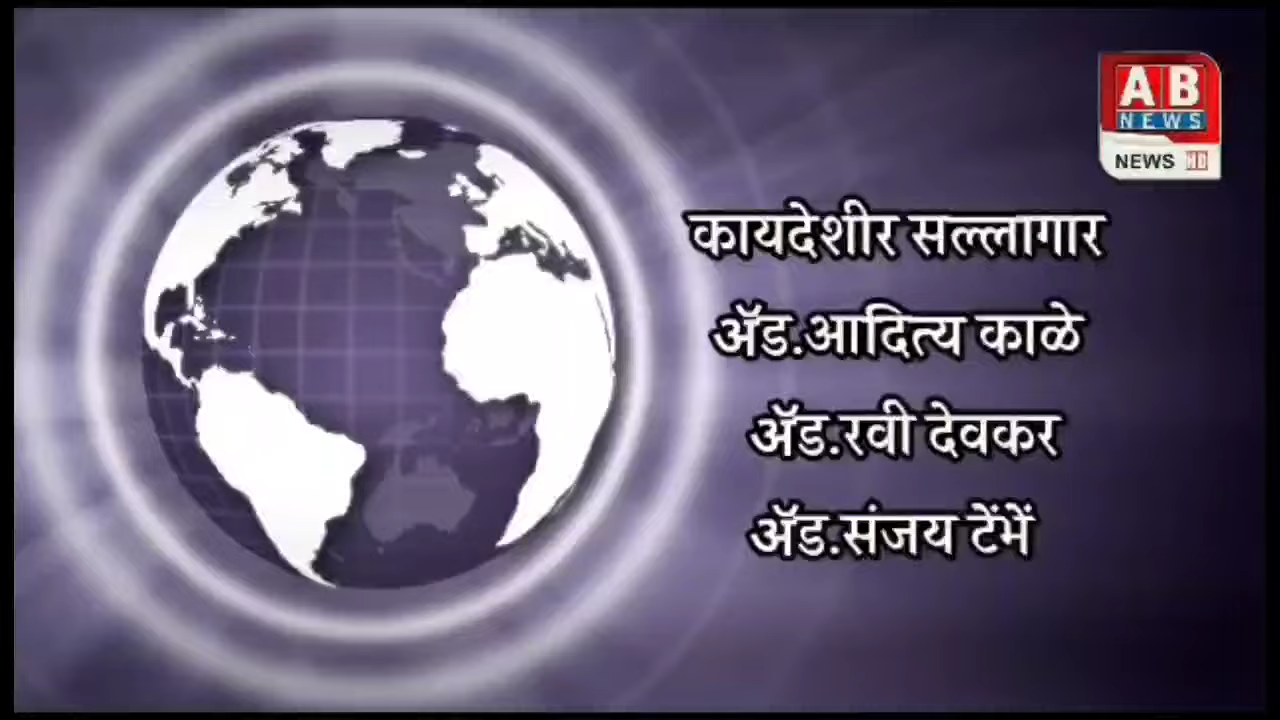 AB
NEWS
NEWS HD
कायदेशीर सल्लागार
ॲड.आदित्य काळे
ॲड.रवी देवकर
ॲड.संजय टेंभें